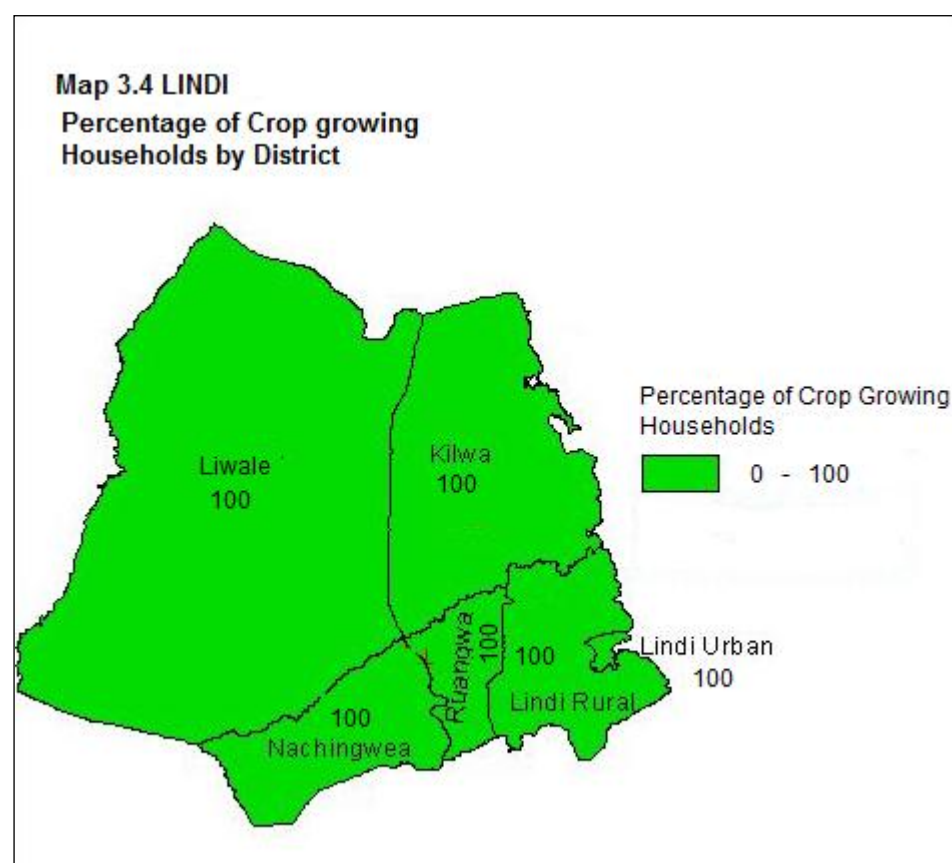 Map 3.4 LINDI
Percentage of Crop growing
Households by District
Percentage of Crop Growing
Households
0 - 100
Liwale
100
Kilwa
100
Ruangwa
100
100
Lindi Rural
Lindi Urban
100
100
Nachingwea